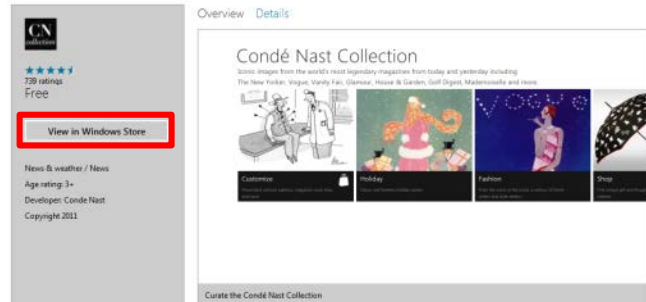 Overview Details
CN
collection
739 ratings
Free
View in Windows Store
News & weather / News
Age rating: 3+
Developer: Conde Nast
Copyright 2011
Condé Nast Collection
Iconic images from the world's most legendary magazines from today and yesterday including
The New Yorker, Vogue, Vanity Fair, Glamour, House & Garden, Golf Digest, Mademoiselle and more.
VOGUE
Customize
Holiday
Fashion
Shop
Curate the Condé Nast Collection